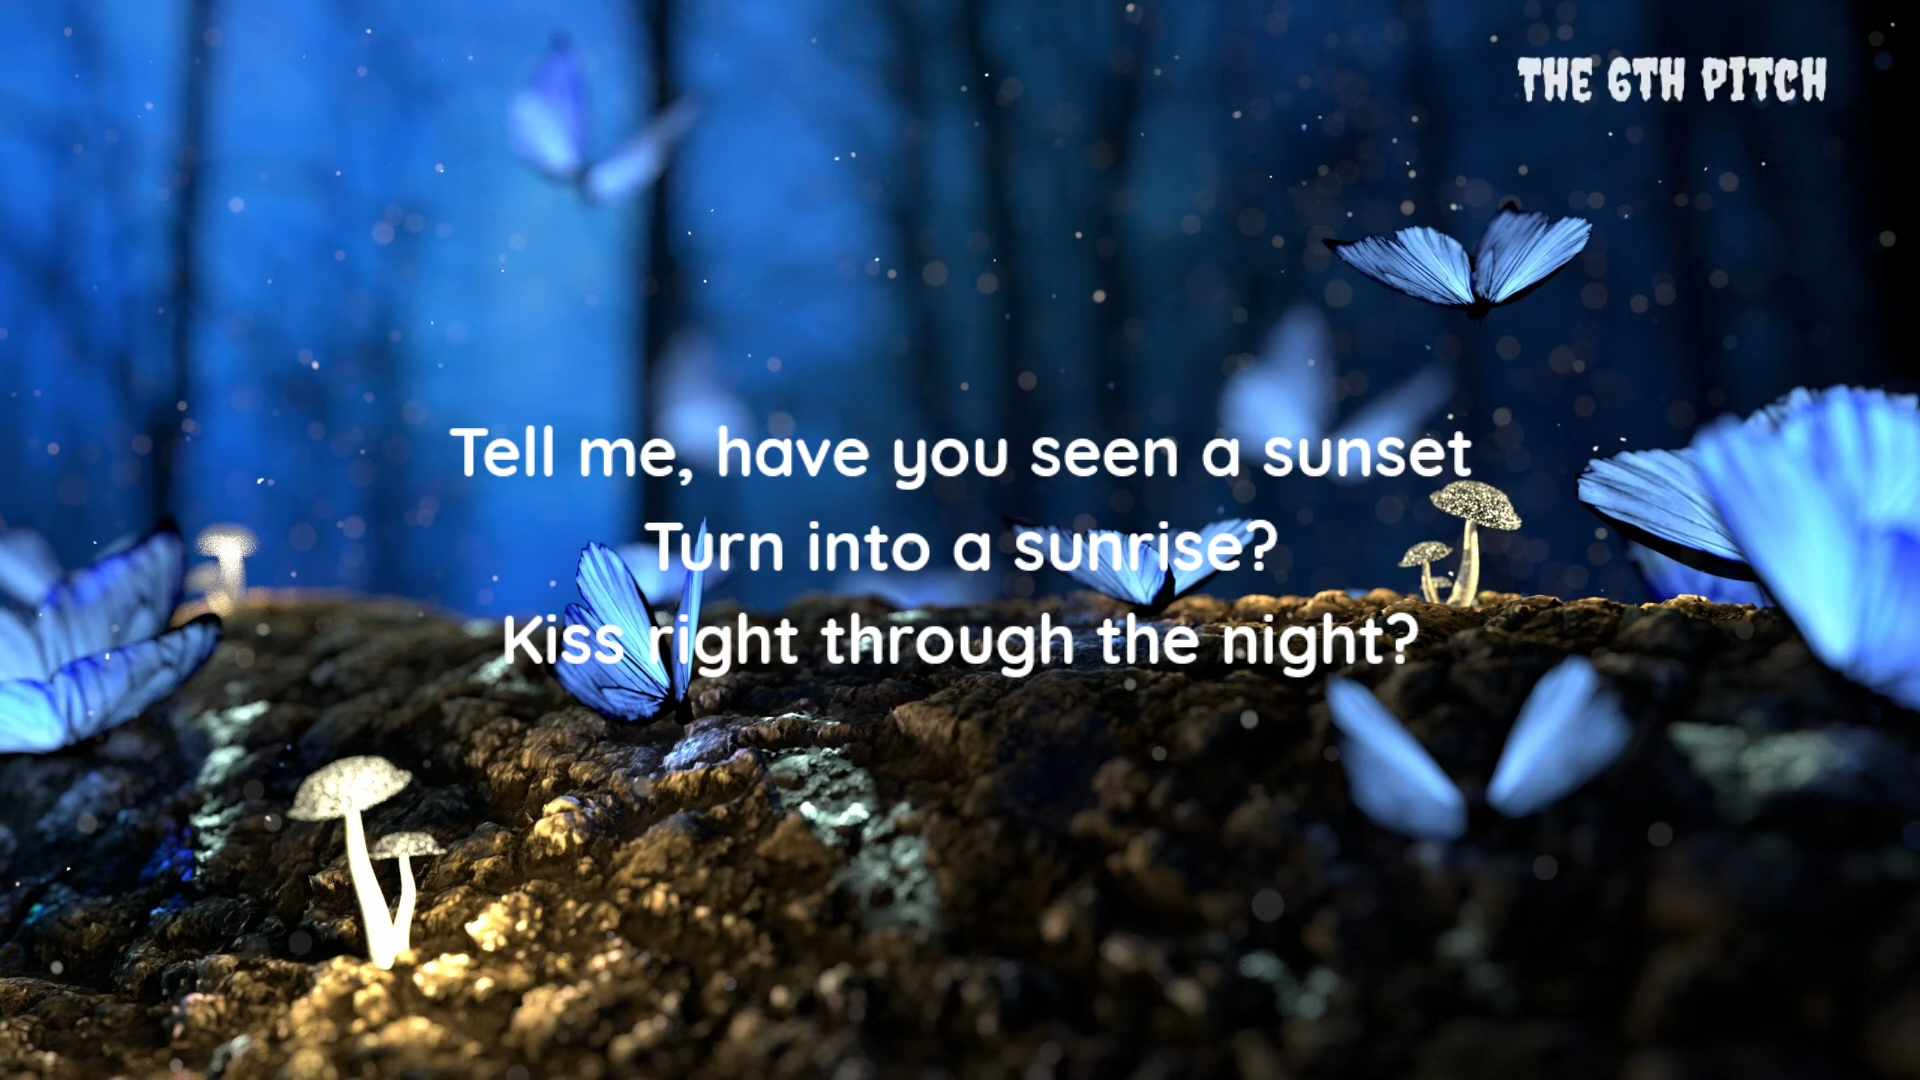 THE 6TH PITCH
Tell me, have you seen a sunset
Turn into a sunrise?
Kiss right through the night?